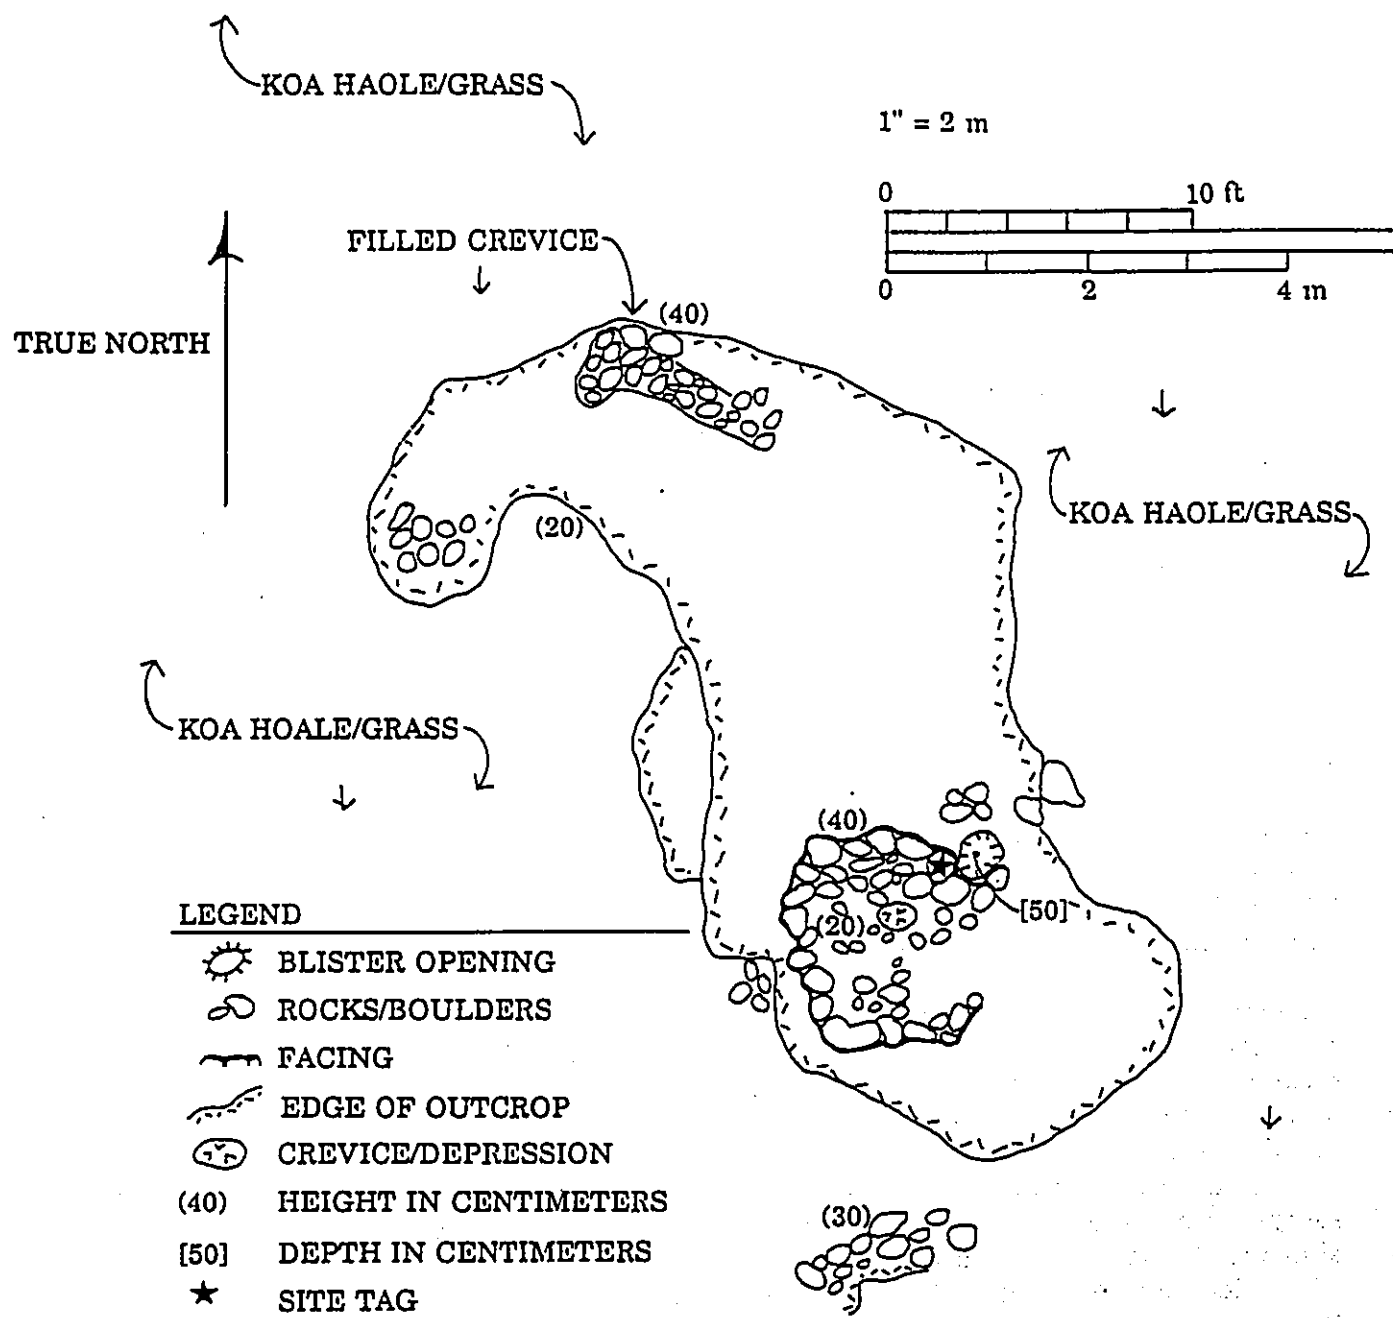 KOA HAOLE/GRASS
1" = 2 m
0 10 ft
FILLED CREVICE
0 2 4 m
(40)
TRUE NORTH
KOA HAOLE/GRASS
(20)
KOA HOALE/GRASS
(40)
[50]
(20)
LEGEND
BLISTER OPENING
ROCKS/BOULDERS
FACING
EDGE OF OUTCROP
CREVICE/DEPRESSION
(40) HEIGHT IN CENTIMETERS
[50] DEPTH IN CENTIMETERS
SITE TAG
(30)